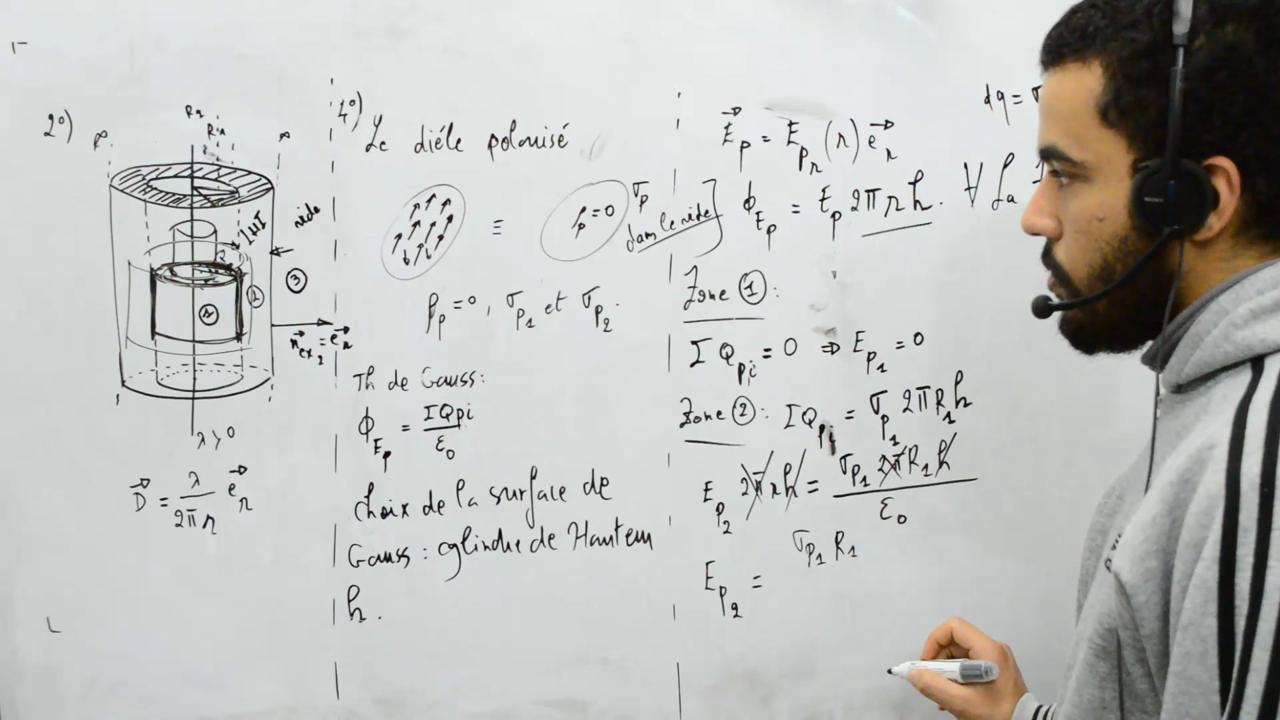 2°)
R₂
R₁
∞
∞
LHI
vide
①
②
③
n⃗ex₂ = e⃗r
λ > 0
D⃗ = λ / 2πr e⃗r
4°)
Le diéle polarisé
≡ ρp = 0 σp
dans le vide
ρp = 0, σp₁ et σp₂.
Th de Gauss:
ϕEp = ΣQpi / ε₀
choix de la surface de
Gauss : cylindre de Hauteur
h.
E⃗p = Epr(r) e⃗r
ϕEp = Ep 2πrh. ∀
Zone ①:
ΣQpi = 0 ⇒ Ep₁ = 0
Zone ②: ΣQpi = σp₁ 2πR₁h
Ep₂ 2πrh = σp₁ 2πR₁h / ε₀
Ep₂ = σp₁ R₁
dq = σ
SONY